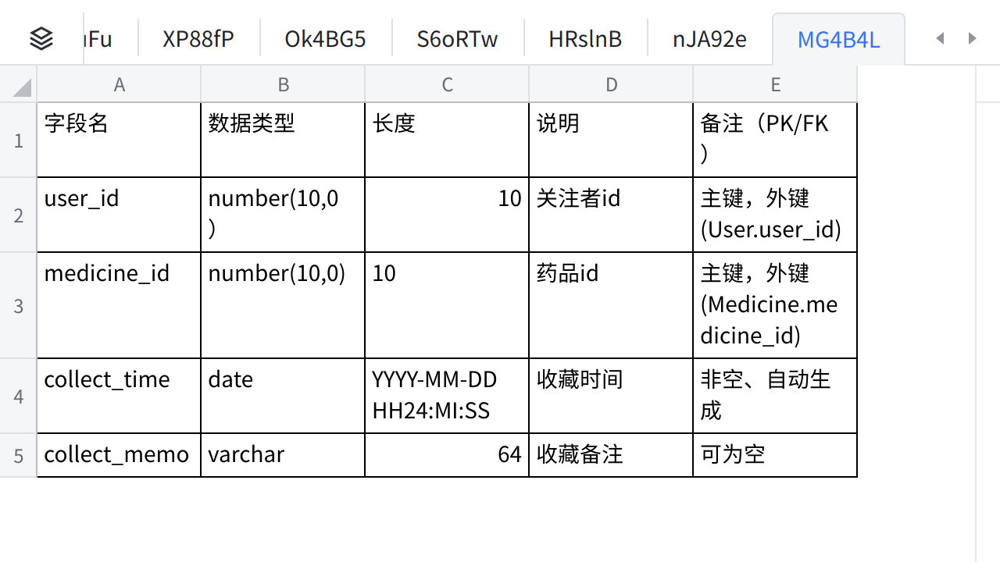 XP88fP Ok4BG5 S6oRTw HRslnB nJA92e MG4B4L
A B C D E
1 字段名 数据类型 长度 说明 备注（PK/FK
）
2 user_id number(10,0 10 关注者id 主键，外键
） (User.user_id)
3 medicine_id number(10,0) 10 药品id 主键，外键
(Medicine.me
dicine_id)
4 collect_time date YYYY-MM-DD 收藏时间 非空、自动生
HH24:MI:SS 成
5 collect_memo varchar 64 收藏备注 可为空